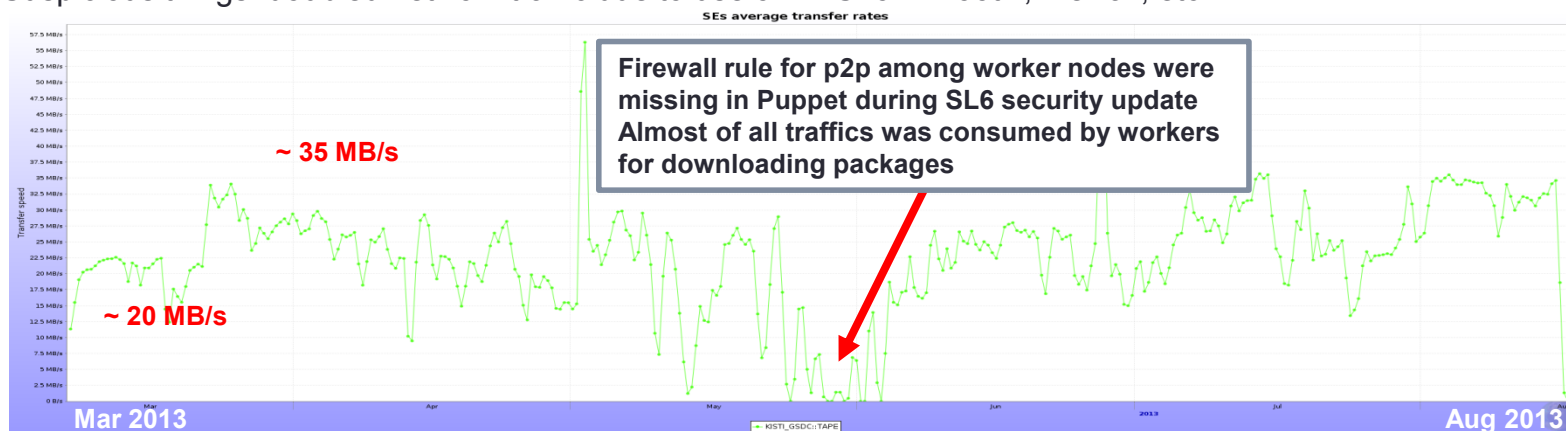 SEs average transfer rates
57.5 MB/s
55 MB/s
52.5 MB/s
50 MB/s
47.5 MB/s
45 MB/s
42.5 MB/s
40 MB/s
37.5 MB/s
35 MB/s
32.5 MB/s
30 MB/s
27.5 MB/s
25 MB/s
22.5 MB/s
20 MB/s
17.5 MB/s
15 MB/s
12.5 MB/s
10 MB/s
7.5 MB/s
5 MB/s
2.5 MB/s
0 B/s
Transfer speed
Firewall rule for p2p among worker nodes were
missing in Puppet during SL6 security update
Almost of all traffics was consumed by workers
for downloading packages
~ 35 MB/s
~ 20 MB/s
Mar
Apr
May
Jun
2013
Jul
Mar 2013
Aug 2013
KISTI_GSDC::TAPE